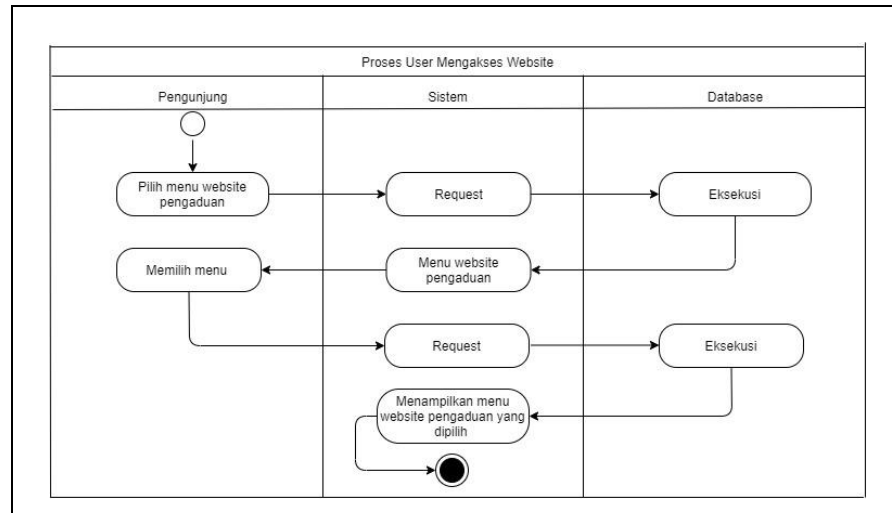 Proses User Mengakses Website
Pengunjung
Sistem
Database
Pilih menu website
pengaduan
Request
Eksekusi
Memilih menu
Menu website
pengaduan
Request
Eksekusi
Menampilkan menu
website pengaduan yang
dipilih